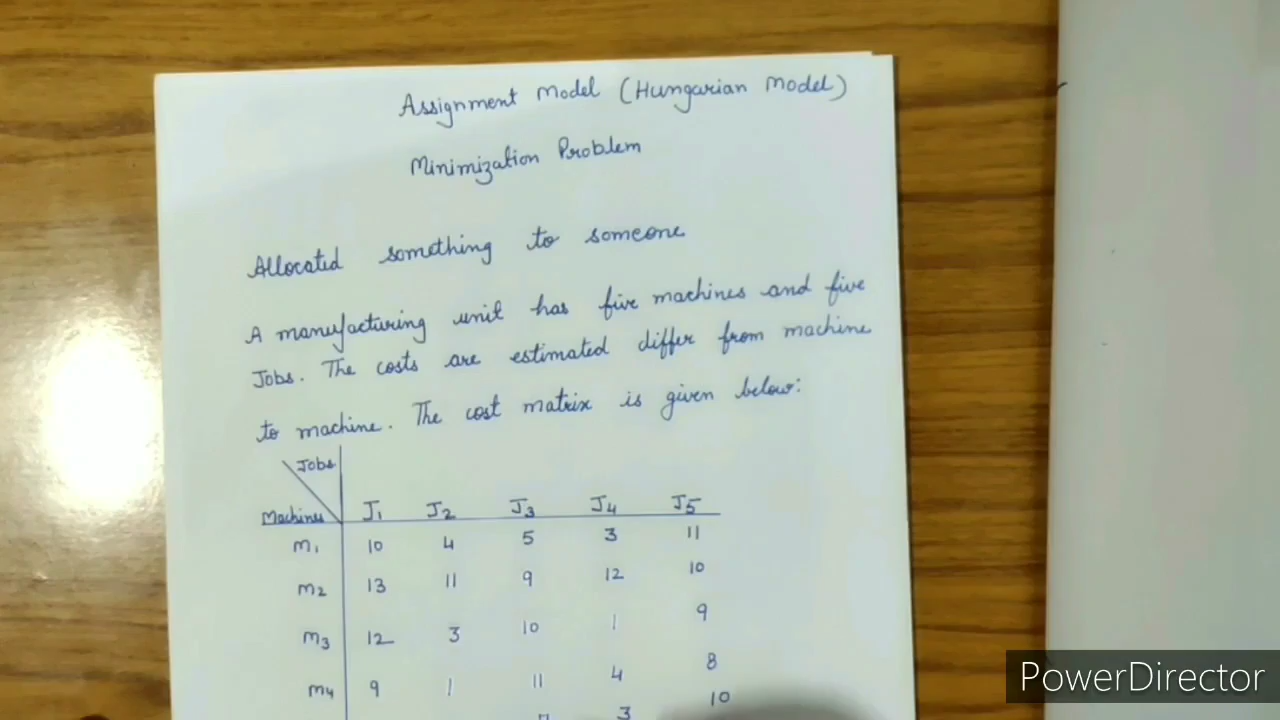 Assignment Model (Hungarian Model)
Minimization Problem
Allocated something to someone
A manufacturing unit has five machines and five
Jobs. The costs are estimated differ from machine
to machine. The cost matrix is given below:
Jobs
Machines J1 J2 J3 J4 J5
M1 10 4 5 3 11
M2 13 11 9 12 10
M3 12 3 10 1 9
M4 9 1 11 4 8
3 10
PowerDirector